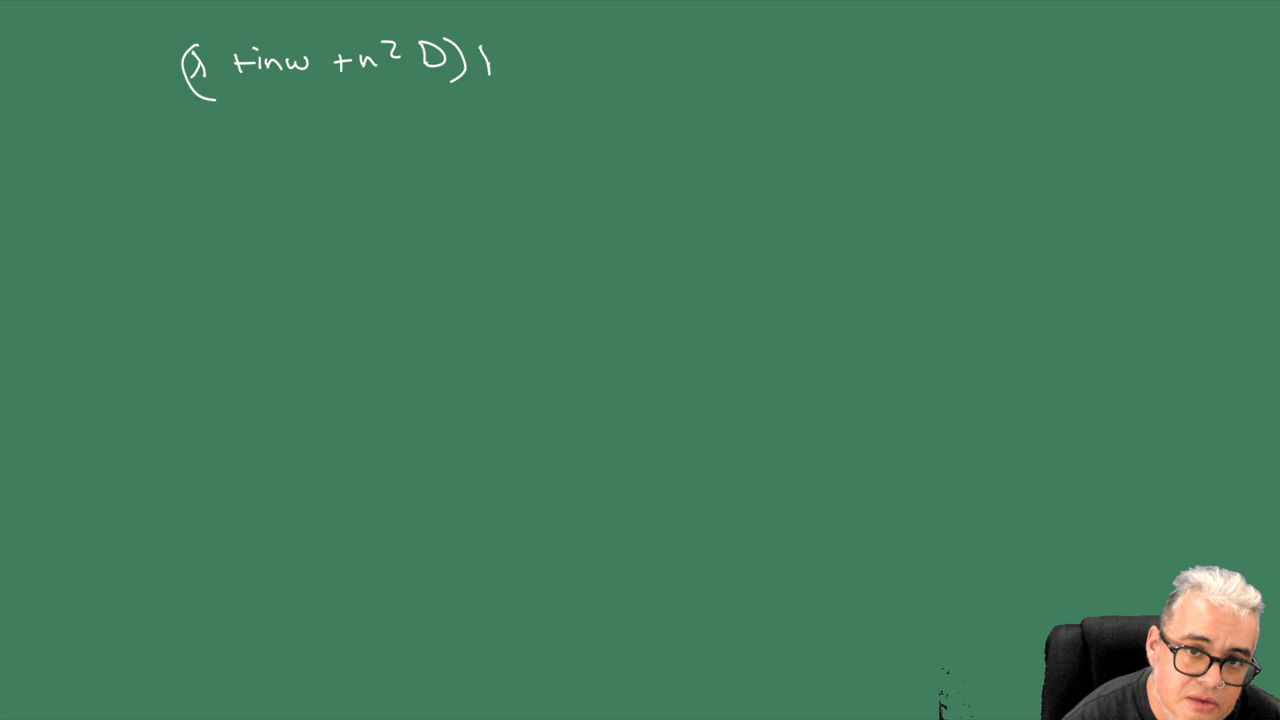 (λ +inω +n² D)